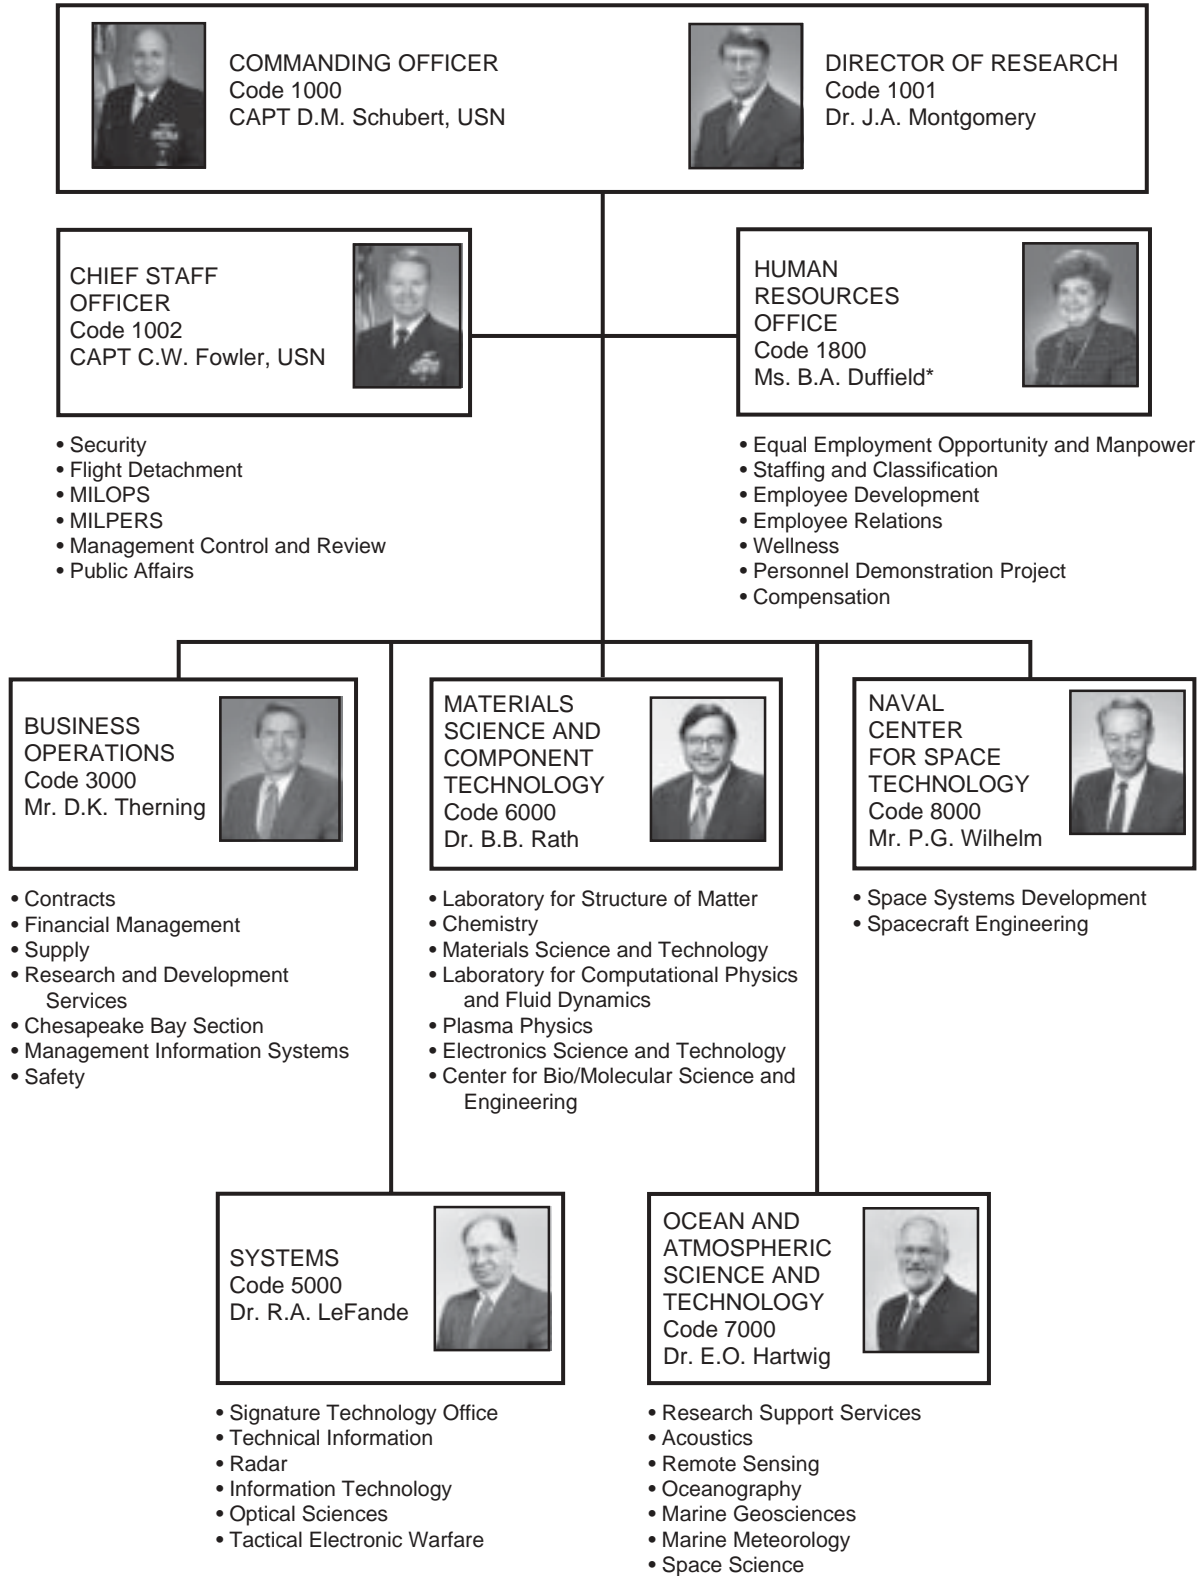 COMMANDING OFFICER
Code 1000
CAPT D.M. Schubert, USN
DIRECTOR OF RESEARCH
Code 1001
Dr. J.A. Montgomery
CHIEF STAFF
OFFICER
Code 1002
CAPT C.W. Fowler, USN
• Security
• Flight Detachment
• MILOPS
• MILPERS
• Management Control and Review
• Public Affairs
HUMAN
RESOURCES
OFFICE
Code 1800
Ms. B.A. Duffield*
• Equal Employment Opportunity and Manpower
• Staffing and Classification
• Employee Development
• Employee Relations
• Wellness
• Personnel Demonstration Project
• Compensation
BUSINESS
OPERATIONS
Code 3000
Mr. D.K. Therning
• Contracts
• Financial Management
• Supply
• Research and Development
Services
• Chesapeake Bay Section
• Management Information Systems
• Safety
MATERIALS
SCIENCE AND
COMPONENT
TECHNOLOGY
Code 6000
Dr. B.B. Rath
• Laboratory for Structure of Matter
• Chemistry
• Materials Science and Technology
• Laboratory for Computational Physics
and Fluid Dynamics
• Plasma Physics
• Electronics Science and Technology
• Center for Bio/Molecular Science and
Engineering
NAVAL
CENTER
FOR SPACE
TECHNOLOGY
Code 8000
Mr. P.G. Wilhelm
• Space Systems Development
• Spacecraft Engineering
SYSTEMS
Code 5000
Dr. R.A. LeFande
• Signature Technology Office
• Technical Information
• Radar
• Information Technology
• Optical Sciences
• Tactical Electronic Warfare
OCEAN AND
ATMOSPHERIC
SCIENCE AND
TECHNOLOGY
Code 7000
Dr. E.O. Hartwig
• Research Support Services
• Acoustics
• Remote Sensing
• Oceanography
• Marine Geosciences
• Marine Meteorology
• Space Science